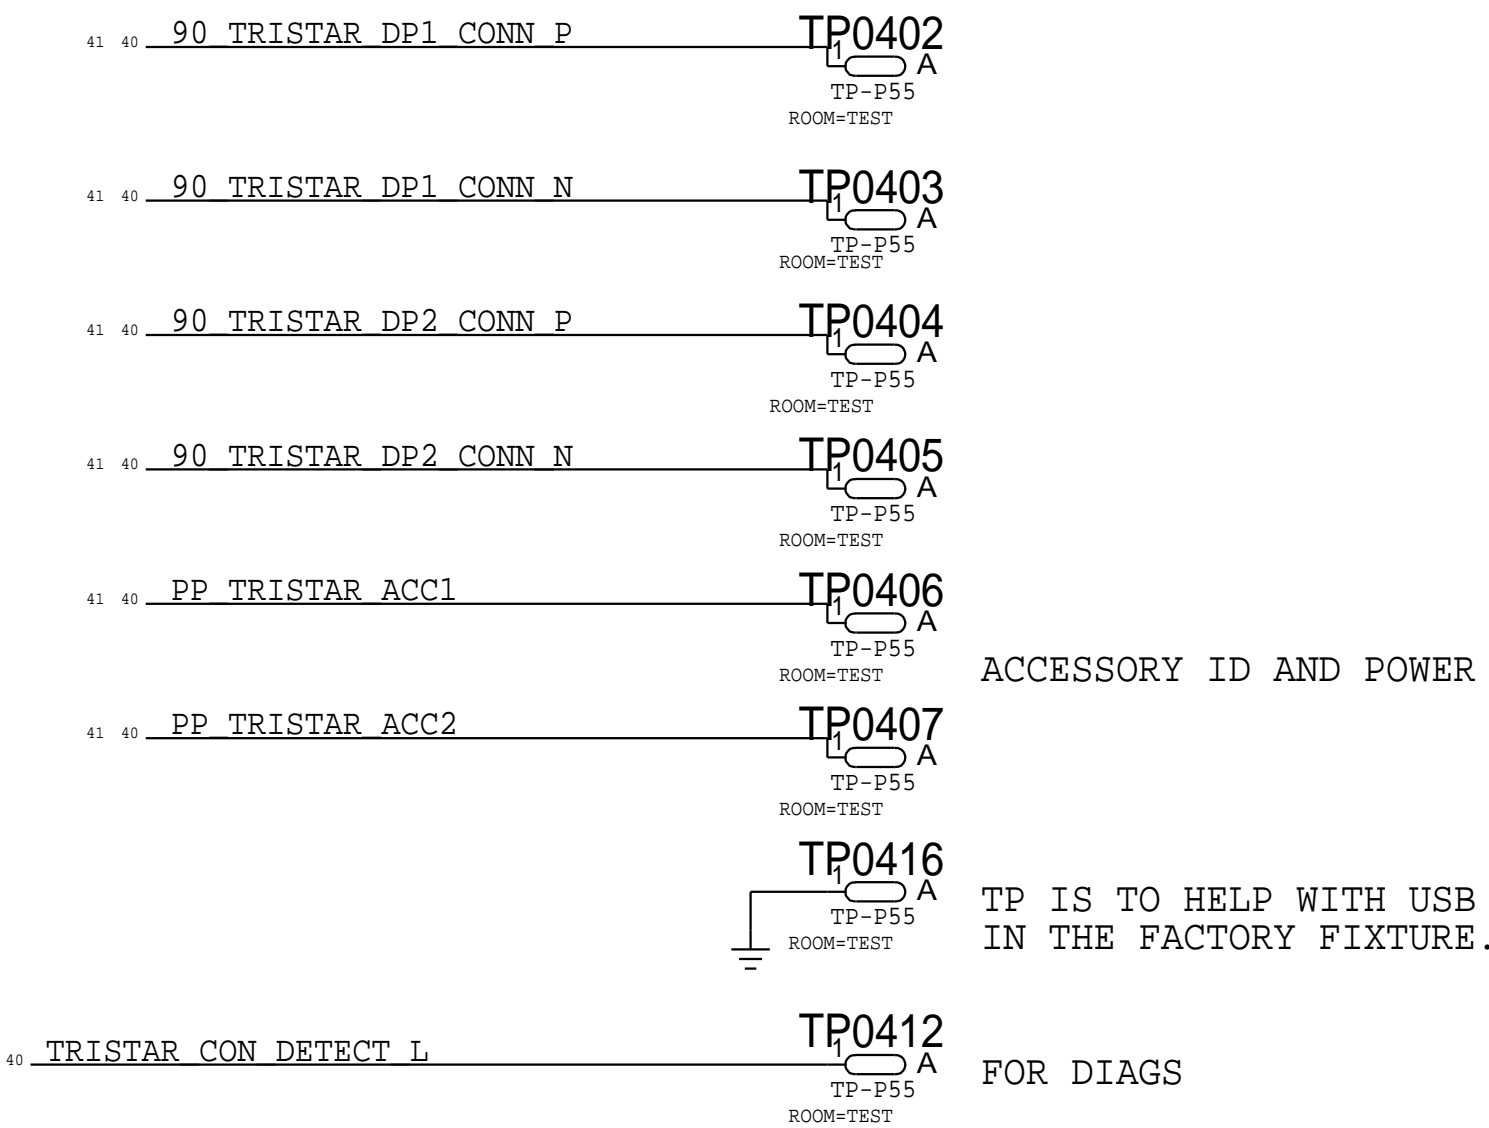 TP0402
41 40 90_TRISTAR_DP1_CONN_P
1 A
TP-P55
ROOM=TEST
TP0403
41 40 90_TRISTAR_DP1_CONN_N
1 A
TP-P55
ROOM=TEST
TP0404
41 40 90_TRISTAR_DP2_CONN_P
1 A
TP-P55
ROOM=TEST
TP0405
41 40 90_TRISTAR_DP2_CONN_N
1 A
TP-P55
ROOM=TEST
TP0406
41 40 PP_TRISTAR_ACC1
1 A
TP-P55
ROOM=TEST
ACCESSORY ID AND POWER
TP0407
41 40 PP_TRISTAR_ACC2
1 A
TP-P55
ROOM=TEST
TP0416
1 A
TP-P55
ROOM=TEST
TP IS TO HELP WITH USB
IN THE FACTORY FIXTURE.
TP0412
40 TRISTAR_CON_DETECT_L
1 A
TP-P55
ROOM=TEST
FOR DIAGS